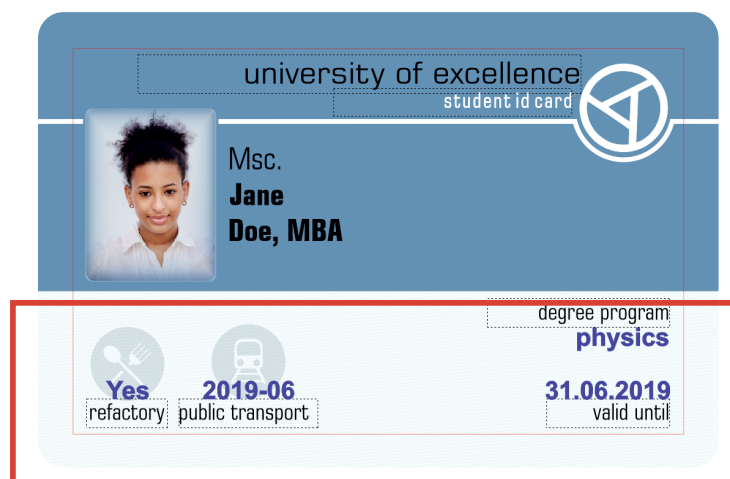 university of excellence
student id card
Msc.
Jane
Doe, MBA
degree program
physics
Yes
refactory
2019-06
public transport
31.06.2019
valid until